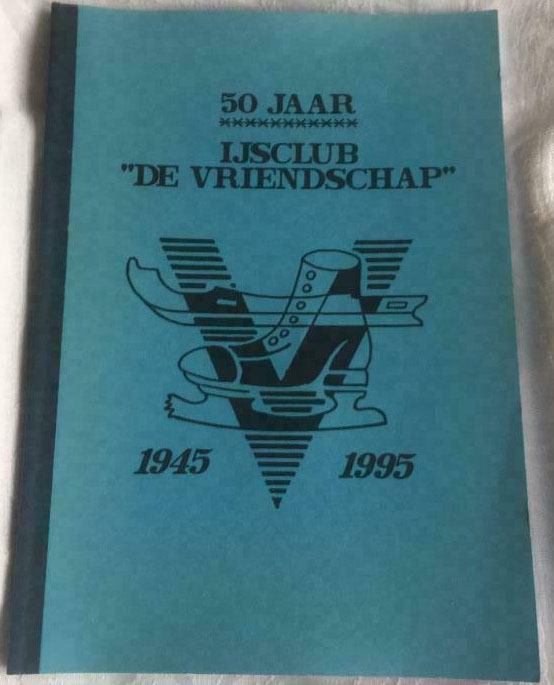 50 JAAR
×××××××××××
IJSCLUB
"DE VRIENDSCHAP"
V
1945 1995